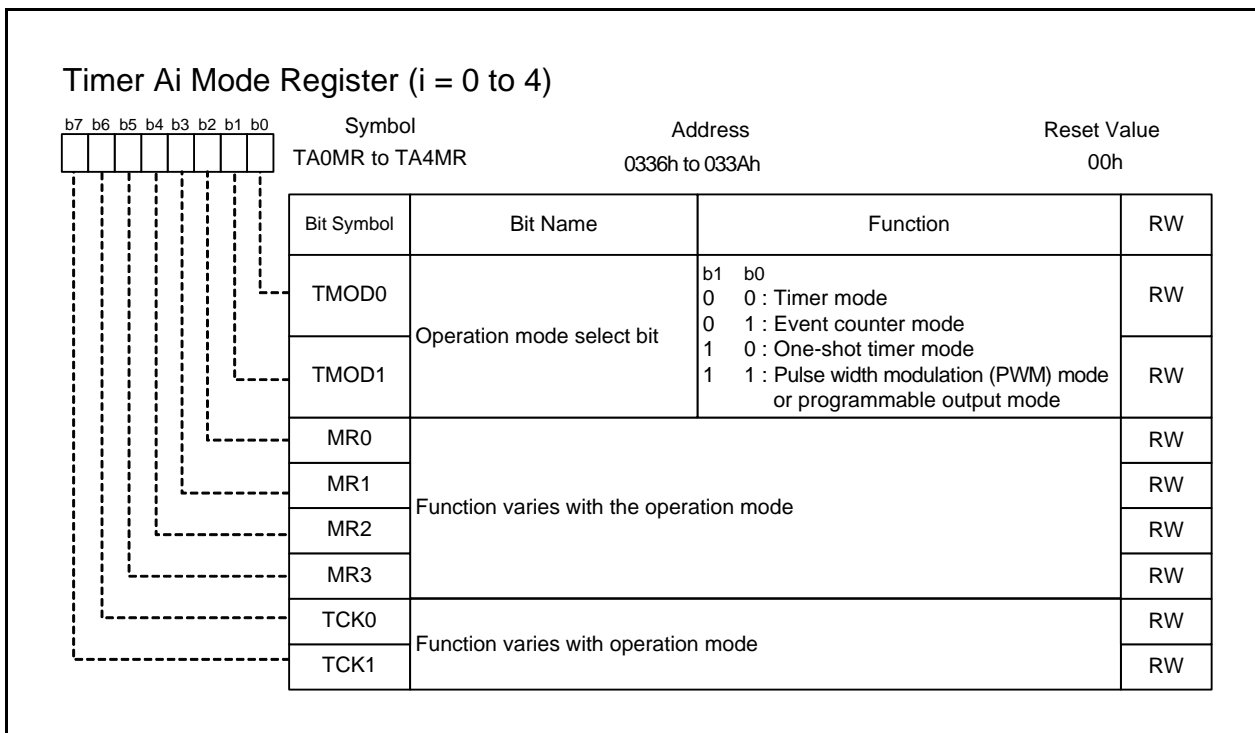 Timer Ai Mode Register (i = 0 to 4)
b7 b6 b5 b4 b3 b2 b1 b0
Symbol Address Reset Value
TA0MR to TA4MR 0336h to 033Ah 00h
Bit Symbol Bit Name Function RW
TMOD0
TMOD1
Operation mode select bit
b1 b0
0 0 : Timer mode
0 1 : Event counter mode
1 0 : One-shot timer mode
1 1 : Pulse width modulation (PWM) mode
or programmable output mode
RW
RW
MR0
MR1
MR2
MR3
Function varies with the operation mode
RW
RW
RW
RW
TCK0
TCK1
Function varies with operation mode
RW
RW